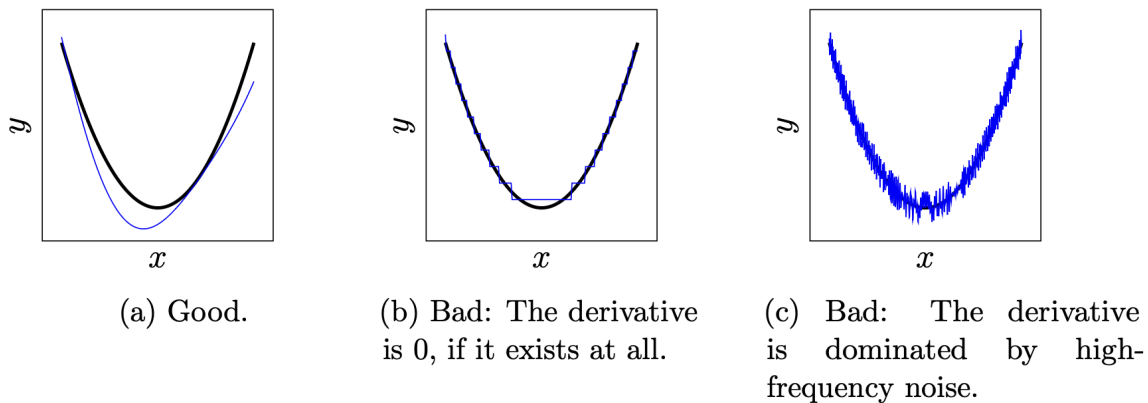 y
x
(a) Good.
y
x
(b) Bad: The derivative
is 0, if it exists at all.
y
x
(c) Bad: The derivative
is dominated by high-
frequency noise.